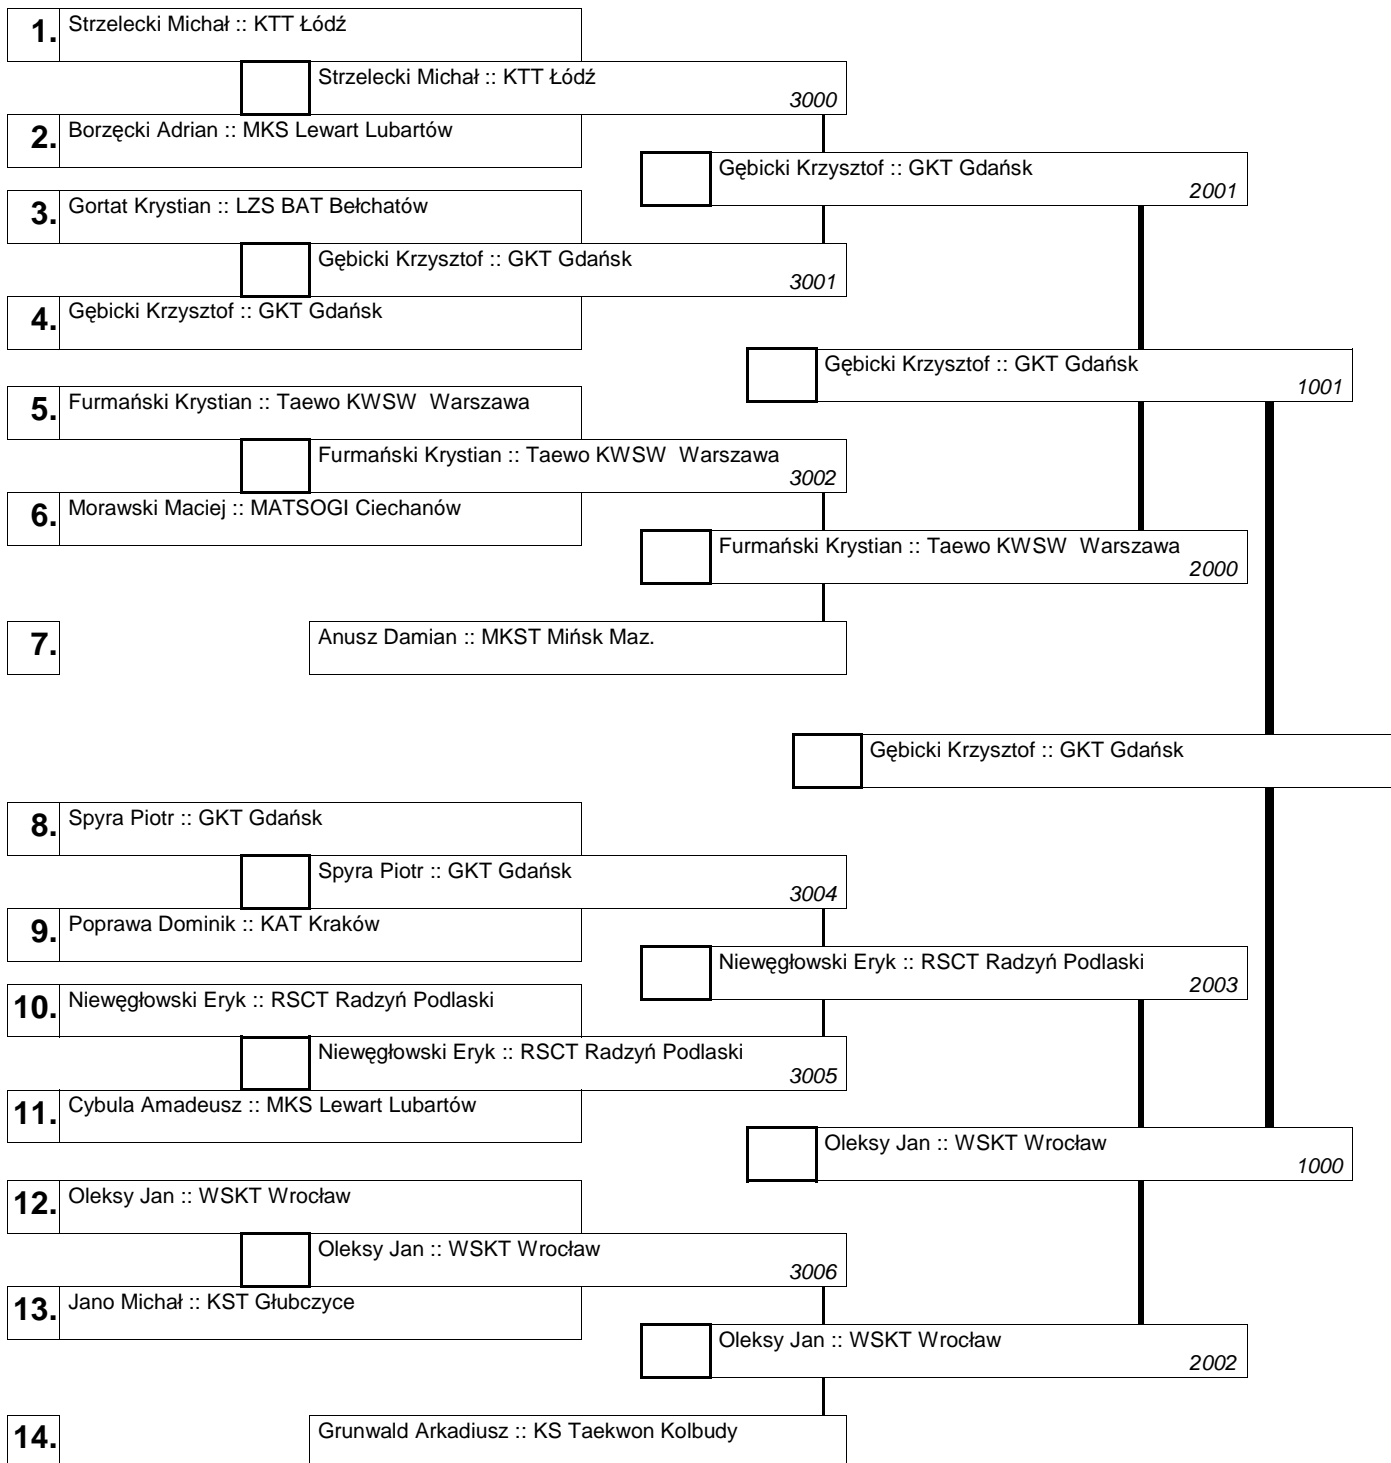 1. Strzelecki Michał :: KTT Łódź
Strzelecki Michał :: KTT Łódź
3000
2. Borzęcki Adrian :: MKS Lewart Lubartów
Gębicki Krzysztof :: GKT Gdańsk
2001
3. Gortat Krystian :: LZS BAT Bełchatów
Gębicki Krzysztof :: GKT Gdańsk
3001
4. Gębicki Krzysztof :: GKT Gdańsk
Gębicki Krzysztof :: GKT Gdańsk
1001
5. Furmański Krystian :: Taewo KWSW  Warszawa
Furmański Krystian :: Taewo KWSW  Warszawa
3002
6. Morawski Maciej :: MATSOGI Ciechanów
Furmański Krystian :: Taewo KWSW  Warszawa
2000
7. Anusz Damian :: MKST Mińsk Maz.
Gębicki Krzysztof :: GKT Gdańsk
8. Spyra Piotr :: GKT Gdańsk
Spyra Piotr :: GKT Gdańsk
3004
9. Poprawa Dominik :: KAT Kraków
Niewęgłowski Eryk :: RSCT Radzyń Podlaski
2003
10. Niewęgłowski Eryk :: RSCT Radzyń Podlaski
Niewęgłowski Eryk :: RSCT Radzyń Podlaski
3005
11. Cybula Amadeusz :: MKS Lewart Lubartów
Oleksy Jan :: WSKT Wrocław
1000
12. Oleksy Jan :: WSKT Wrocław
Oleksy Jan :: WSKT Wrocław
3006
13. Jano Michał :: KST Głubczyce
Oleksy Jan :: WSKT Wrocław
2002
14. Grunwald Arkadiusz :: KS Taekwon Kolbudy